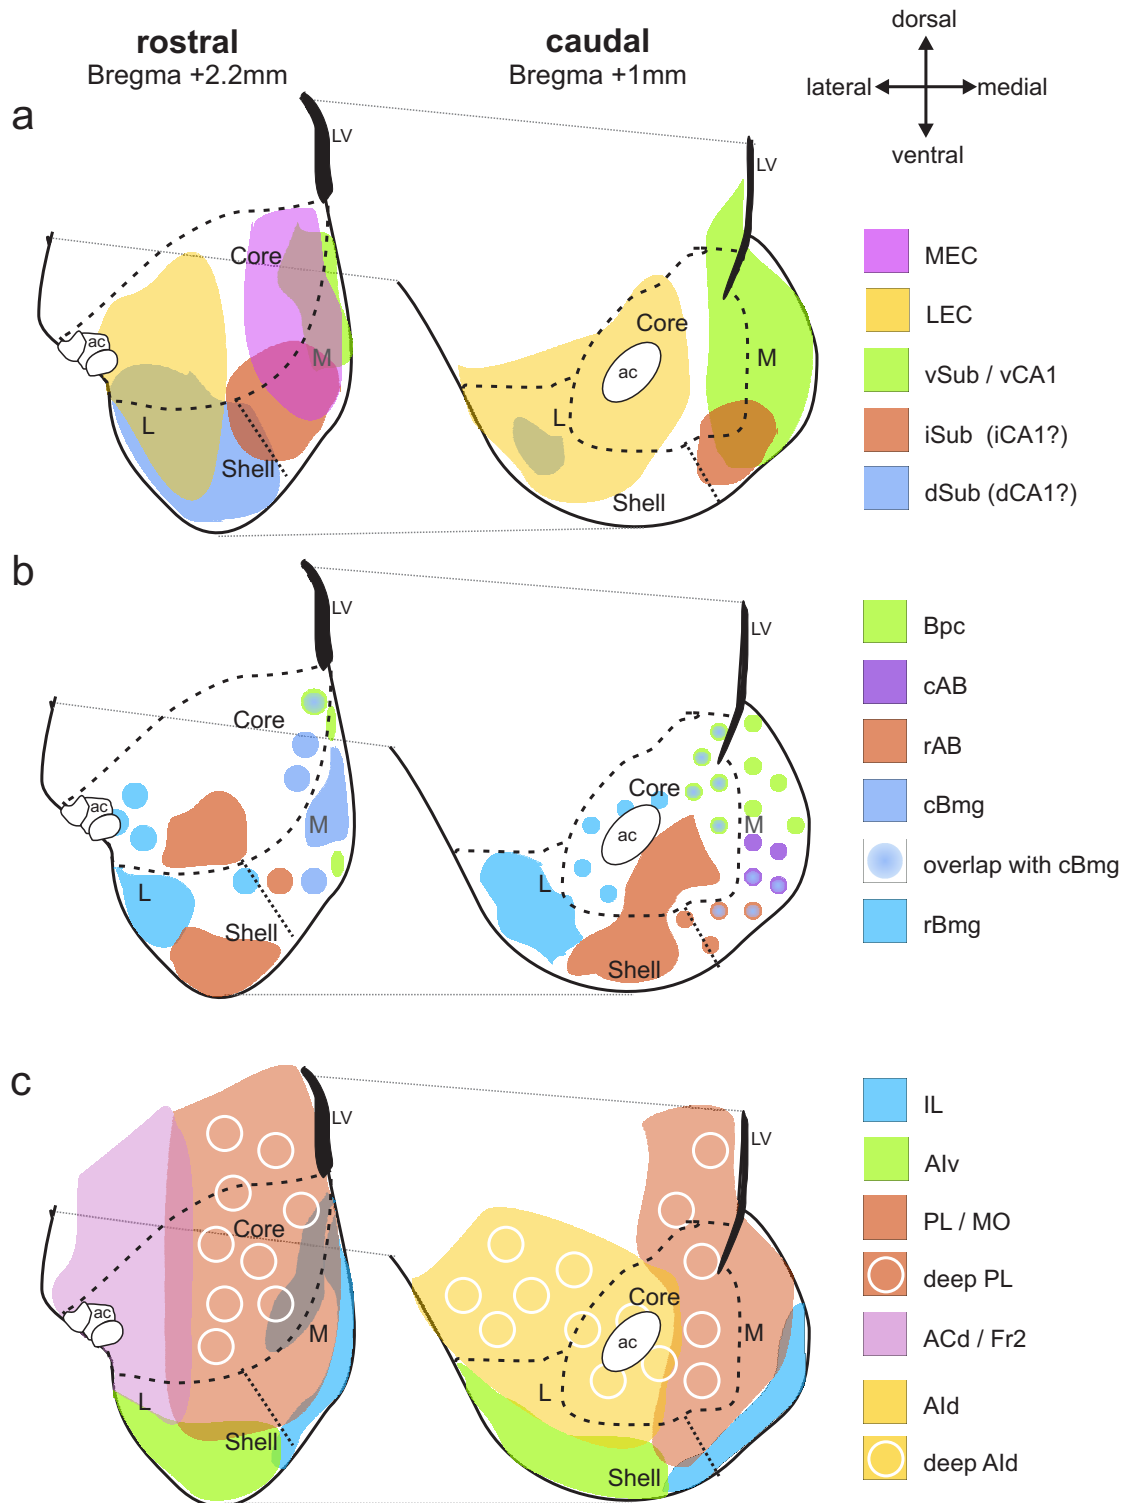 rostral
Bregma +2.2mm
caudal
Bregma +1mm
dorsal
lateral
medial
ventral
a
LV
Core
ac
M
L
Shell
LV
Core
ac
M
L
Shell
MEC
LEC
vSub / vCA1
iSub (iCA1?)
dSub (dCA1?)
b
LV
Core
ac
M
L
Shell
LV
Core
ac
M
L
Shell
Bpc
cAB
rAB
cBmg
overlap with cBmg
rBmg
c
LV
Core
ac
M
L
Shell
LV
Core
ac
M
L
Shell
IL
AIv
PL / MO
deep PL
ACd / Fr2
AId
deep AId